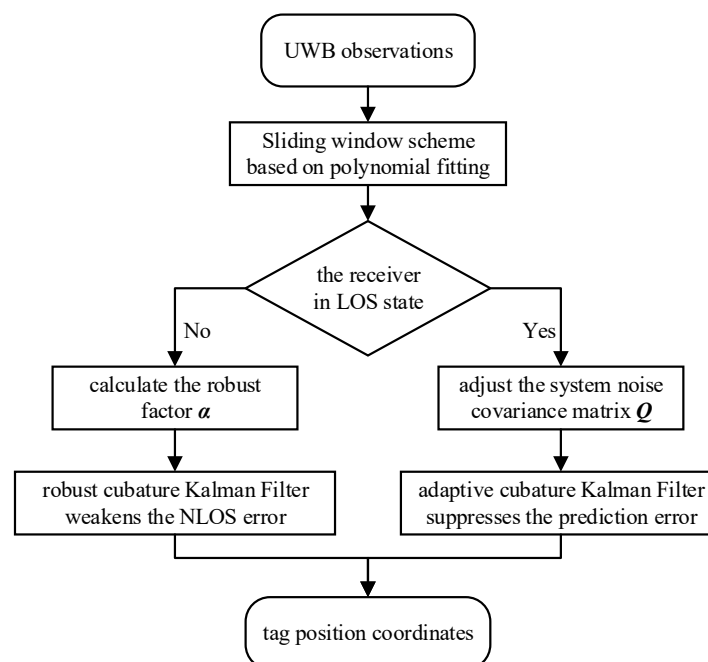 UWB observations
Sliding window scheme
based on polynomial fitting
the receiver
in LOS state
No
Yes
calculate the robust
factor α
adjust the system noise
covariance matrix Q
robust cubature Kalman Filter
weakens the NLOS error
adaptive cubature Kalman Filter
suppresses the prediction error
tag position coordinates